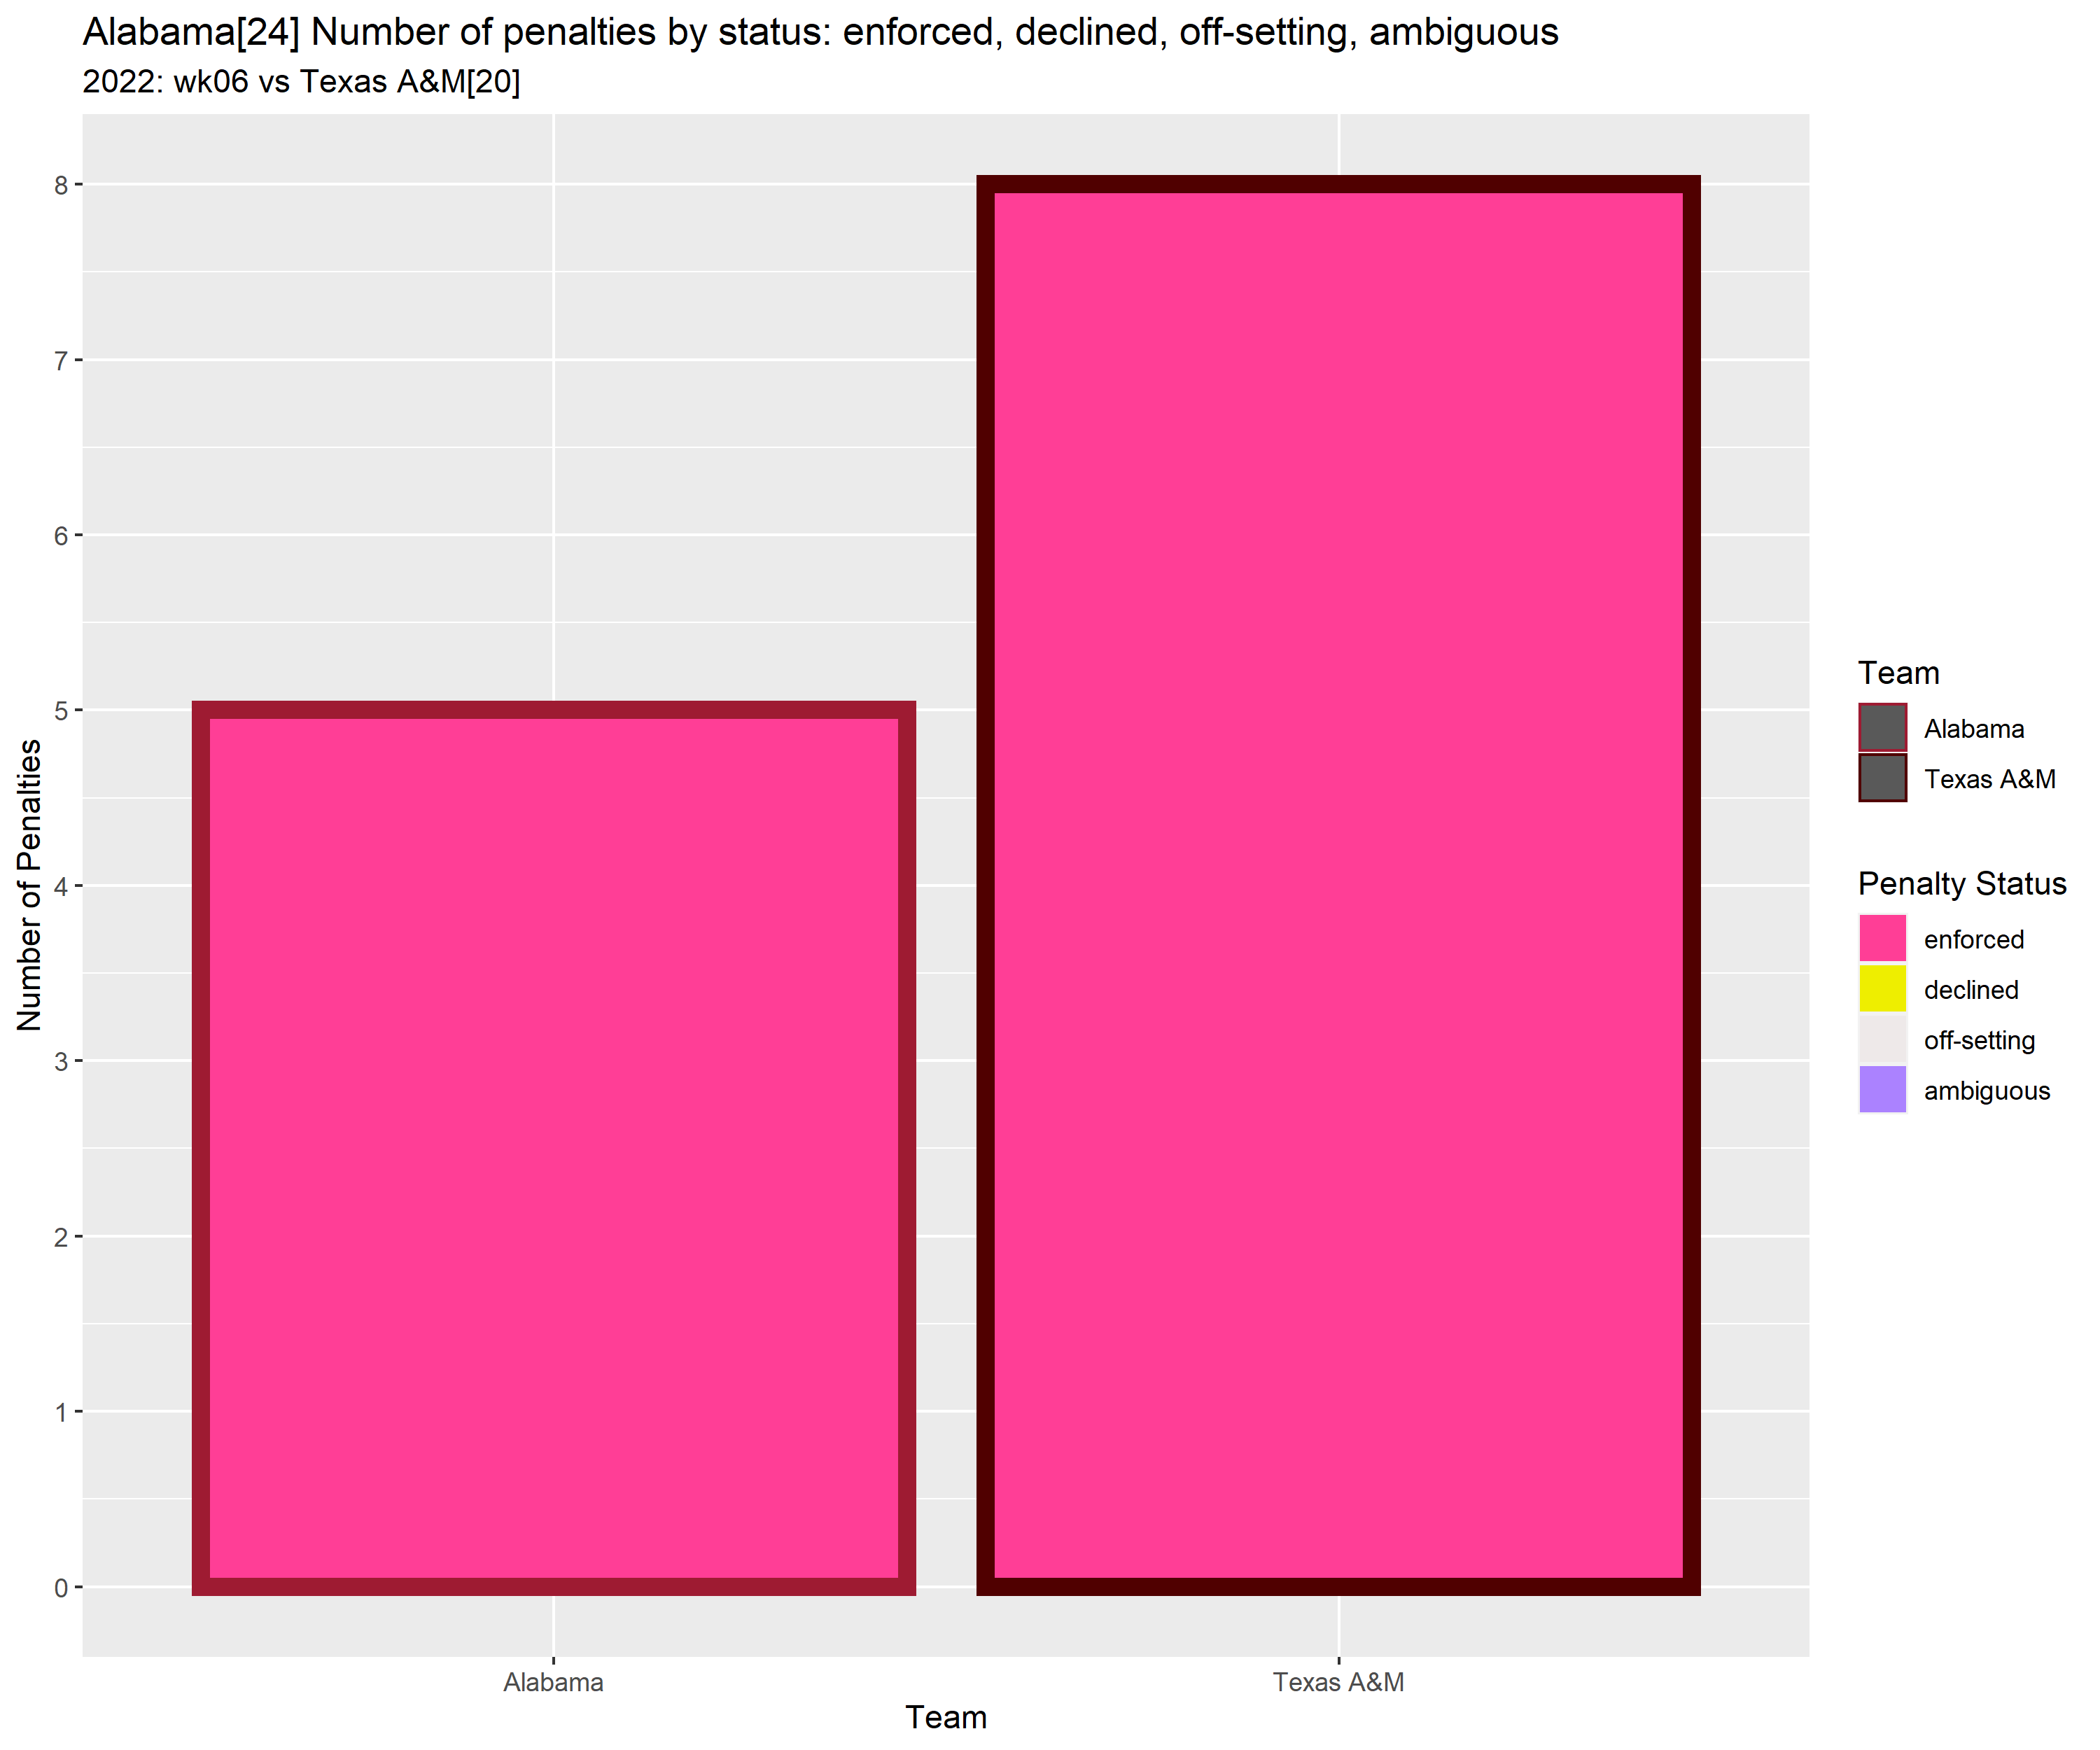 Alabama[24] Number of penalties by status: enforced, declined, off-setting, ambiguous
2022: wk06 vs Texas A&M[20]
Number of Penalties
8
7
6
5
4
3
2
1
0
Alabama
Texas A&M
Team
Team
Alabama
Texas A&M
Penalty Status
enforced
declined
off-setting
ambiguous